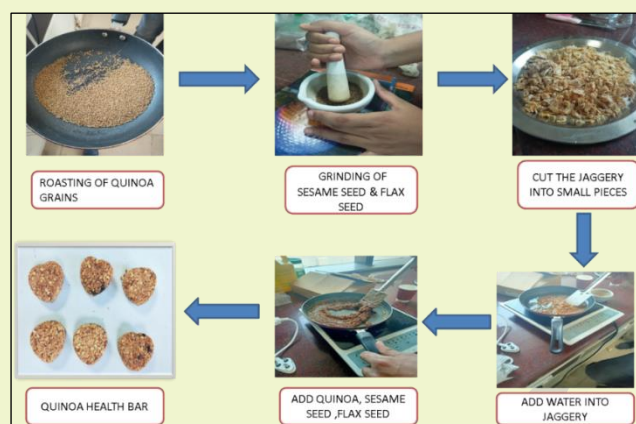 ROASTING OF QUINOA
GRAINS
GRINDING OF
SESAME SEED & FLAX
SEED
CUT THE JAGGERY
INTO SMALL PIECES
ADD WATER INTO
JAGGERY
ADD QUINOA, SESAME
SEED ,FLAX SEED
QUINOA HEALTH BAR